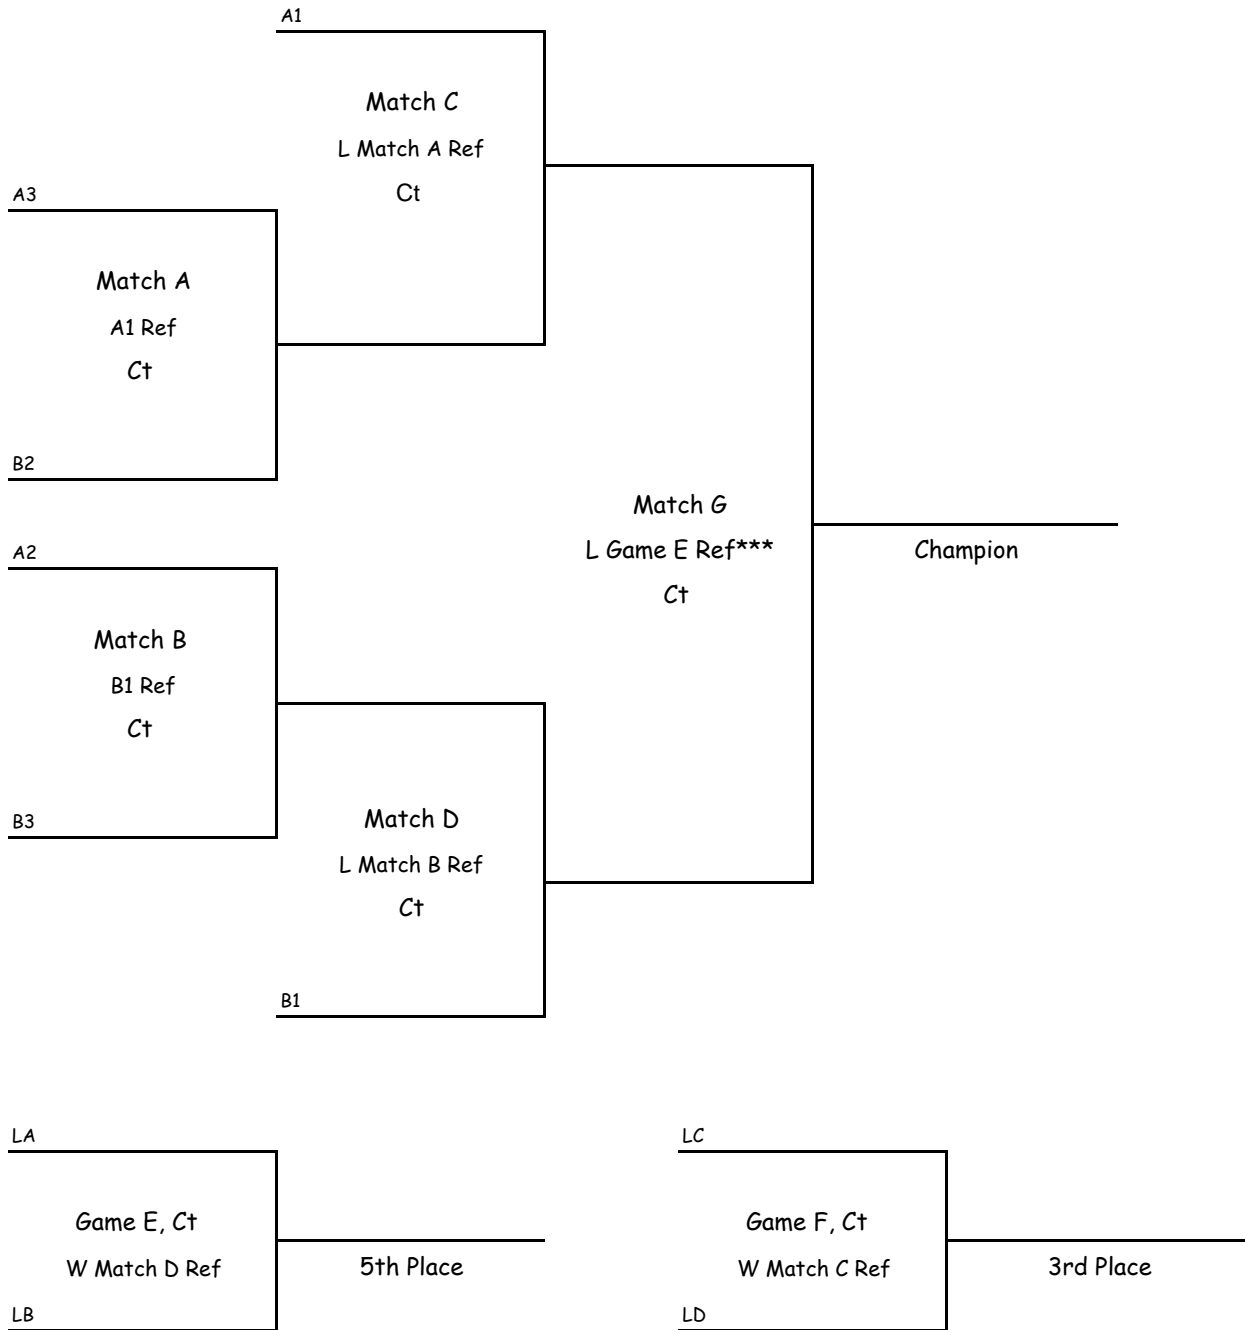 A1
Match C
L Match A Ref
Ct
A3
Match A
A1 Ref
Ct
B2
Match G
L Game E Ref***
Ct
Champion
A2
Match B
B1 Ref
Ct
B3
Match D
L Match B Ref
Ct
B1
LA
Game E, Ct
W Match D Ref
5th Place
LB
LC
Game F, Ct
W Match C Ref
3rd Place
LD